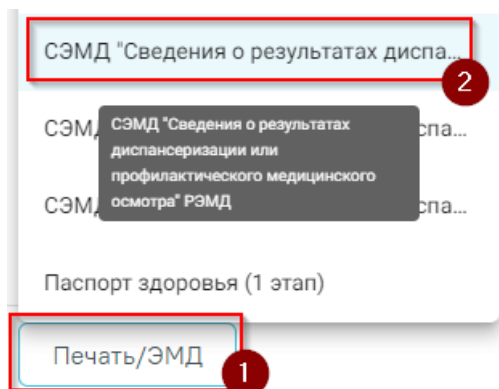 СЭМД "Сведения о результатах диспа...
2
СЭМД "Сведения о результатах
диспансеризации или
профилактического медицинского
осмотра" РЭМД
СЭМ
спа...
СЭМ
спа...
Паспорт здоровья (1 этап)
Печать/ЭМД
1